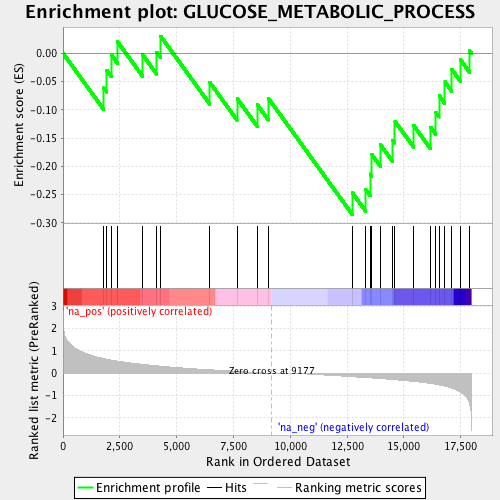 Enrichment plot: GLUCOSE_METABOLIC_PROCESS
Enrichment score (ES)
0.00
-0.05
-0.10
-0.15
-0.20
-0.25
-0.30
'na_pos' (positively correlated)
Ranked list metric (PreRanked)
3
2
1
0
-1
-2
Zero cross at 9177
'na_neg' (negatively correlated)
0 2,500 5,000 7,500 10,000 12,500 15,000 17,500
Rank in Ordered Dataset
Enrichment profile Hits Ranking metric scores